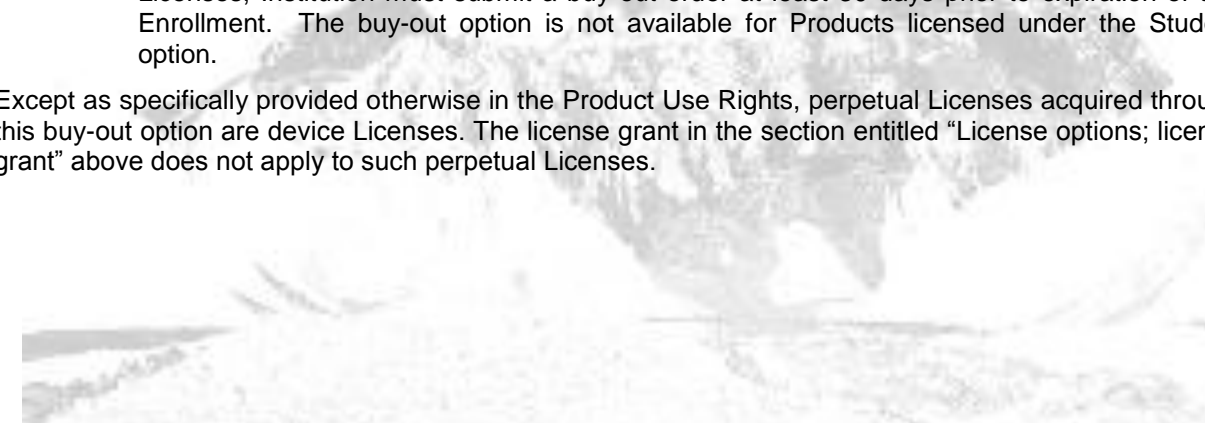 Enrollment. The buy-out option is not available for Products licensed under the
option.
Except as specifically provided otherwise in the Product Use Rights, perpetual Licenses acquired
this buy-out option are device Licenses. The license grant in the section entitled “License options;
grant” above does not apply to such perpetual Licenses.